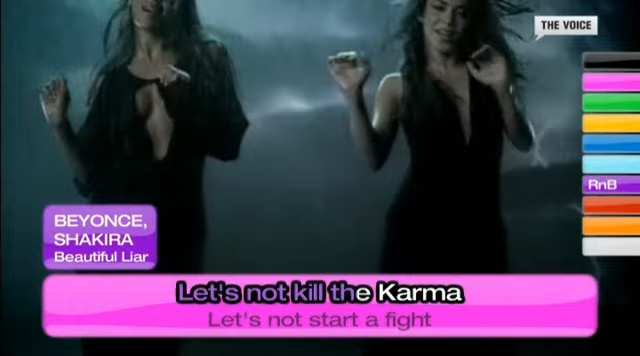 THE VOICE
RnB
BEYONCE,
SHAKIRA
Beautiful Liar
Let's not kill the Karma
Let's not start a fight